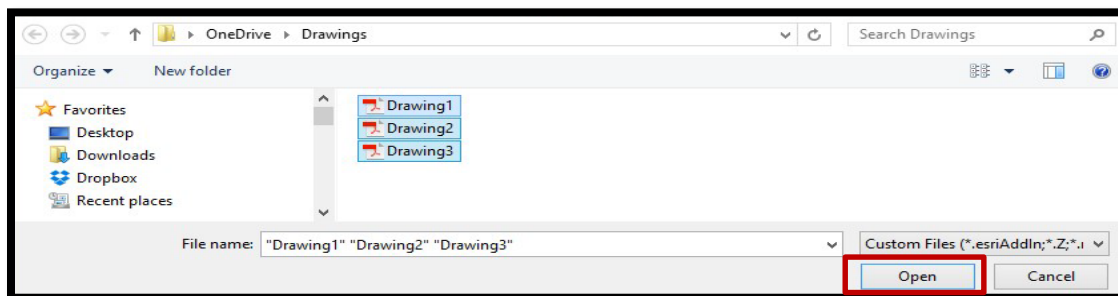 OneDrive Drawings Search Drawings
Organize New folder
Favorites
Desktop
Downloads
Dropbox
Recent places
Drawing1
Drawing2
Drawing3
File name: "Drawing1" "Drawing2" "Drawing3" Custom Files (*.esriAddIn;*.Z;*.
Open Cancel